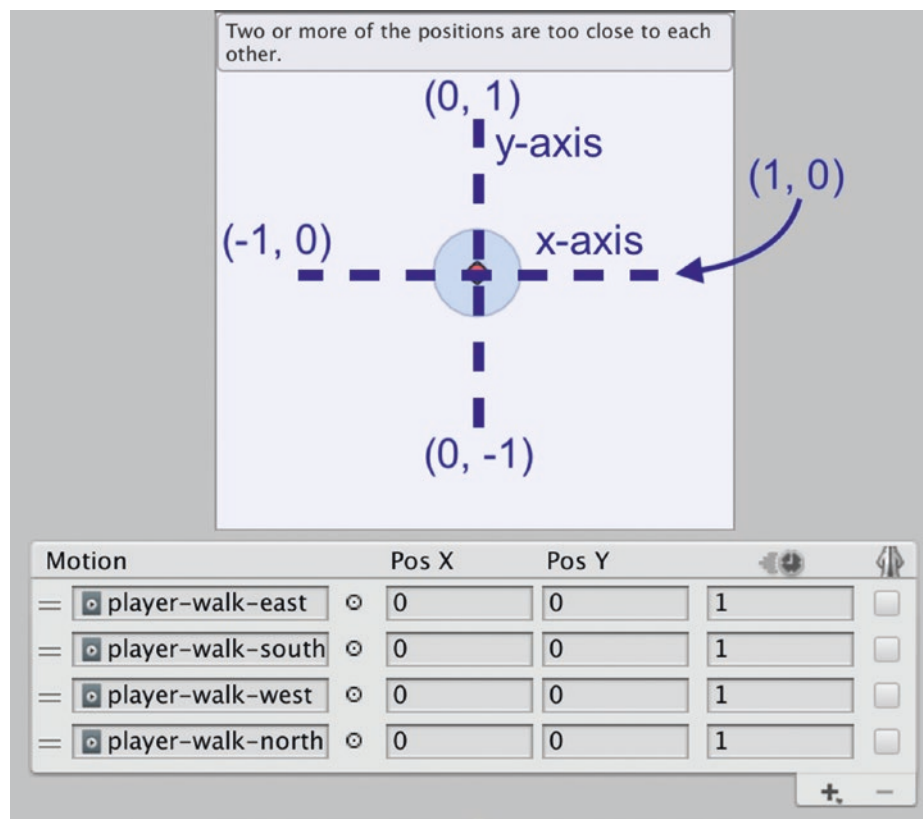 Two or more of the positions are too close to each
other.
(0, 1)
y-axis
(1, 0)
(-1, 0)
x-axis
(0, -1)
Motion Pos X Pos Y
player-walk-east 0 0 1
player-walk-south 0 0 1
player-walk-west 0 0 1
player-walk-north 0 0 1